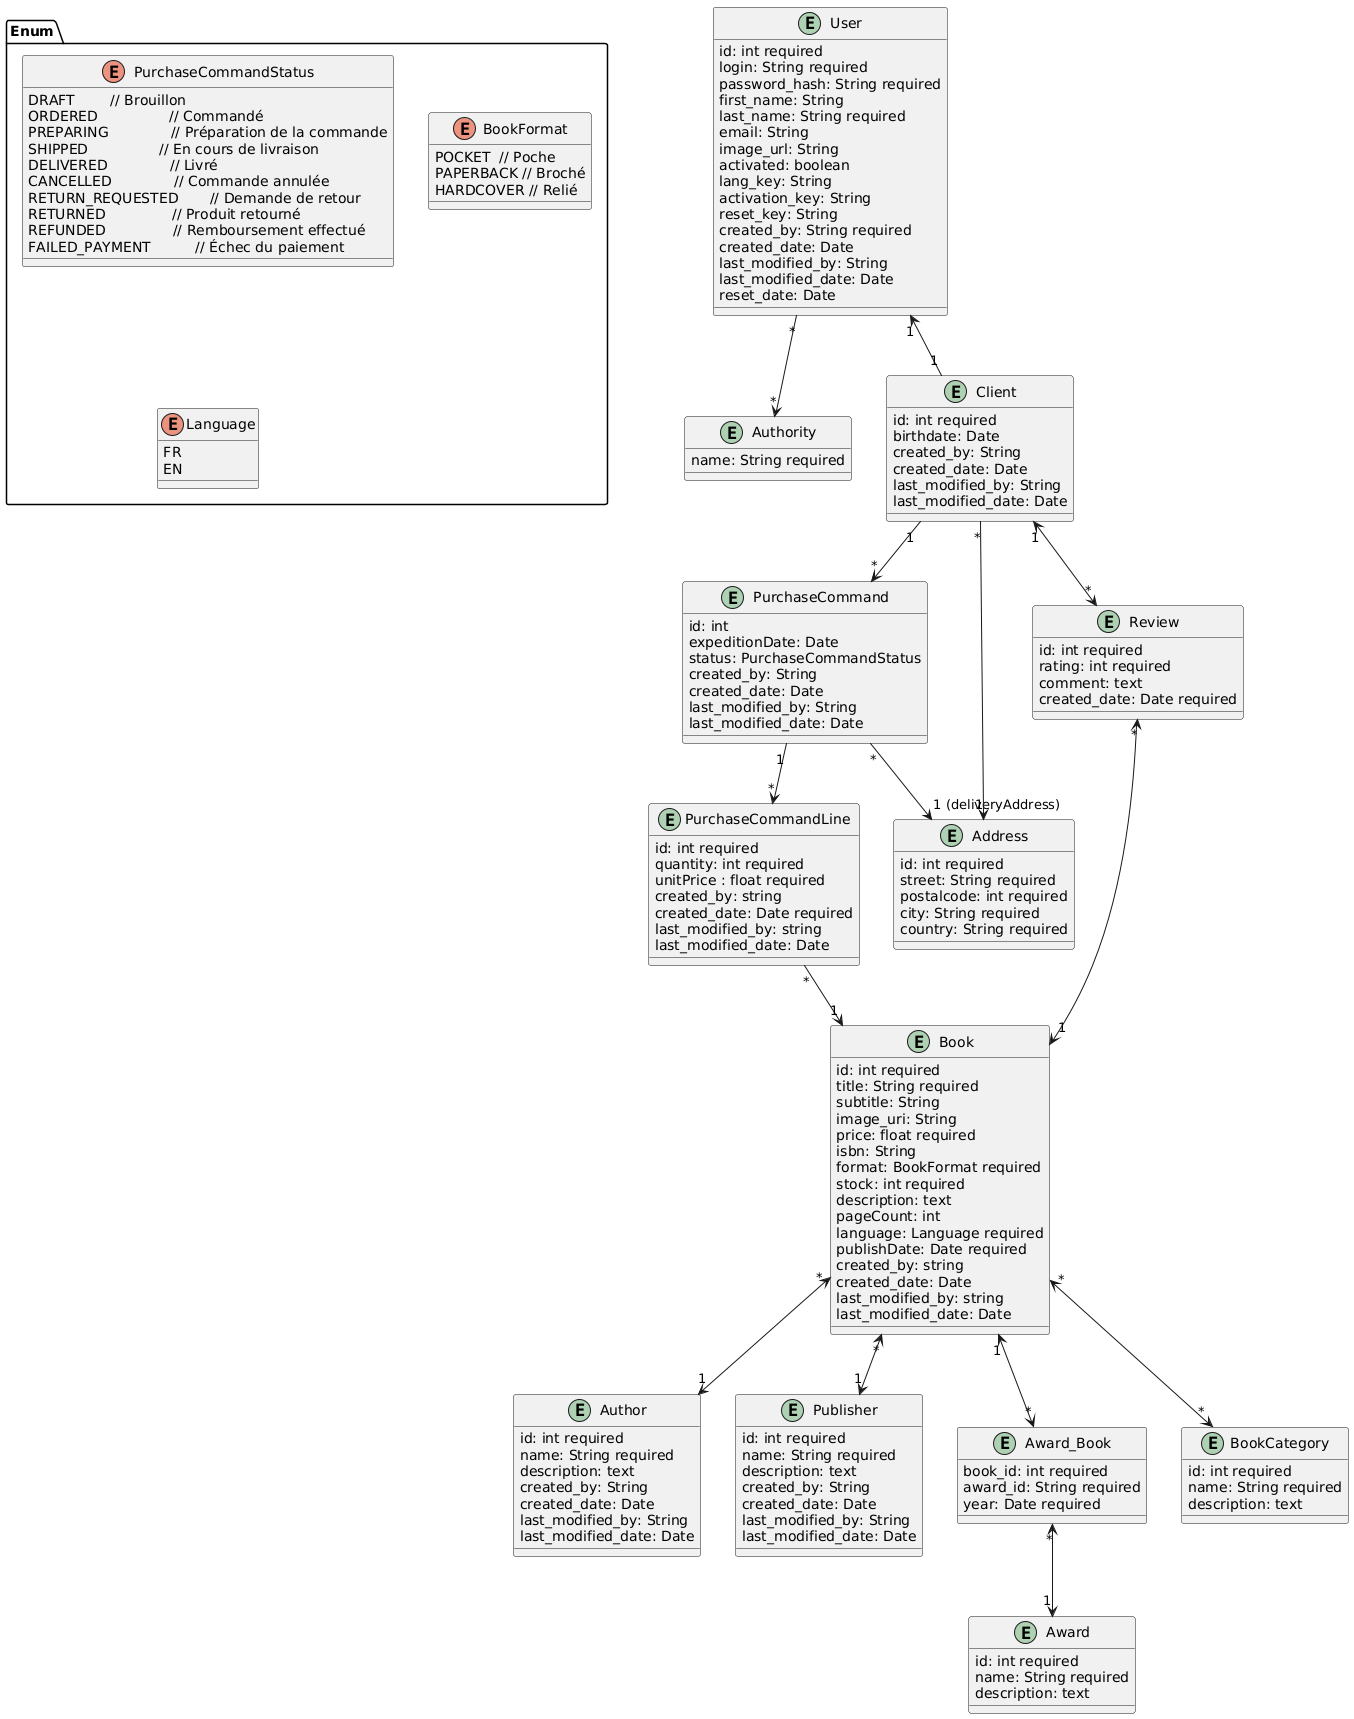 Enum
E PurchaseCommandStatus
DRAFT // Brouillon
ORDERED // Commandé
PREPARING // Préparation de la commande
SHIPPED // En cours de livraison
DELIVERED // Livré
CANCELLED // Commande annulée
RETURN_REQUESTED // Demande de retour
RETURNED // Produit retourné
REFUNDED // Remboursement effectué
FAILED_PAYMENT // Échec du paiement
E BookFormat
POCKET // Poche
PAPERBACK // Broché
HARDCOVER // Relié
E Language
FR
EN
E User
id: int required
login: String required
password_hash: String required
first_name: String
last_name: String required
email: String
image_url: String
activated: boolean
lang_key: String
activation_key: String
reset_key: String
created_by: String required
created_date: Date
last_modified_by: String
last_modified_date: Date
reset_date: Date
* 1
* 1
E Authority
name: String required
E Client
id: int required
birthdate: Date
created_by: String
created_date: Date
last_modified_by: String
last_modified_date: Date
1 * 1
* *
E PurchaseCommand
id: int
expeditionDate: Date
status: PurchaseCommandStatus
created_by: String
created_date: Date
last_modified_by: String
last_modified_date: Date
E Review
id: int required
rating: int required
comment: text
created_date: Date required
1 * *
* 1 (deliveryAddress) 1
E PurchaseCommandLine
id: int required
quantity: int required
unitPrice : float required
created_by: string
created_date: Date required
last_modified_by: string
last_modified_date: Date
E Address
id: int required
street: String required
postalcode: int required
city: String required
country: String required
*
1 1
E Book
id: int required
title: String required
subtitle: String
image_uri: String
price: float required
isbn: String
format: BookFormat required
stock: int required
description: text
pageCount: int
language: Language required
publishDate: Date required
created_by: string
created_date: Date
last_modified_by: string
last_modified_date: Date
* *
* 1
1 1 * *
E Author
id: int required
name: String required
description: text
created_by: String
created_date: Date
last_modified_by: String
last_modified_date: Date
E Publisher
id: int required
name: String required
description: text
created_by: String
created_date: Date
last_modified_by: String
last_modified_date: Date
E Award_Book
book_id: int required
award_id: String required
year: Date required
E BookCategory
id: int required
name: String required
description: text
*
1
E Award
id: int required
name: String required
description: text